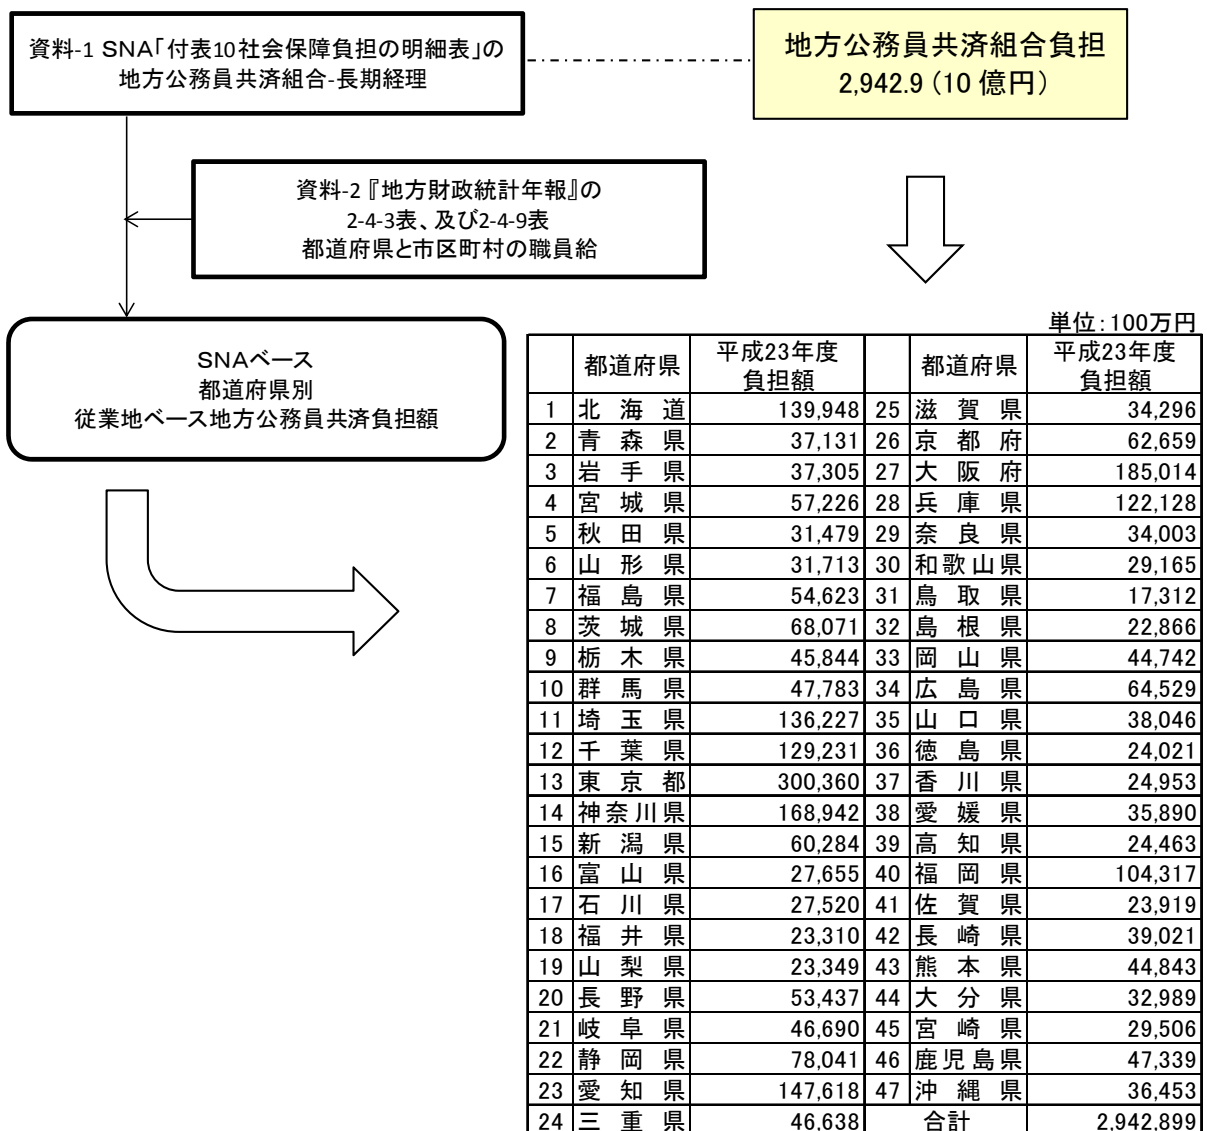 資料-1 SNA「付表10社会保障負担の明細表」の
地方公務員共済組合-長期経理
地方公務員共済組合負担
2,942.9（10 億円）
資料-2『地方財政統計年報』の
2-4-3表、及び2-4-9表
都道府県と市区町村の職員給
SNAベース
都道府県別
従業地ベース地方公務員共済負担額
単位：100万円
都道府県 平成23年度 負担額 都道府県 平成23年度 負担額
1 北海道 139,948 25 滋賀県 34,296
2 青森県 37,131 26 京都府 62,659
3 岩手県 37,305 27 大阪府 185,014
4 宮城県 57,226 28 兵庫県 122,128
5 秋田県 31,479 29 奈良県 34,003
6 山形県 31,713 30 和歌山県 29,165
7 福島県 54,623 31 鳥取県 17,312
8 茨城県 68,071 32 島根県 22,866
9 栃木県 45,844 33 岡山県 44,742
10 群馬県 47,783 34 広島県 64,529
11 埼玉県 136,227 35 山口県 38,046
12 千葉県 129,231 36 徳島県 24,021
13 東京都 300,360 37 香川県 24,953
14 神奈川県 168,942 38 愛媛県 35,890
15 新潟県 60,284 39 高知県 24,463
16 富山県 27,655 40 福岡県 104,317
17 石川県 27,520 41 佐賀県 23,919
18 福井県 23,310 42 長崎県 39,021
19 山梨県 23,349 43 熊本県 44,843
20 長野県 53,437 44 大分県 32,989
21 岐阜県 46,690 45 宮崎県 29,506
22 静岡県 78,041 46 鹿児島県 47,339
23 愛知県 147,618 47 沖縄県 36,453
24 三重県 46,638 合計 2,942,899